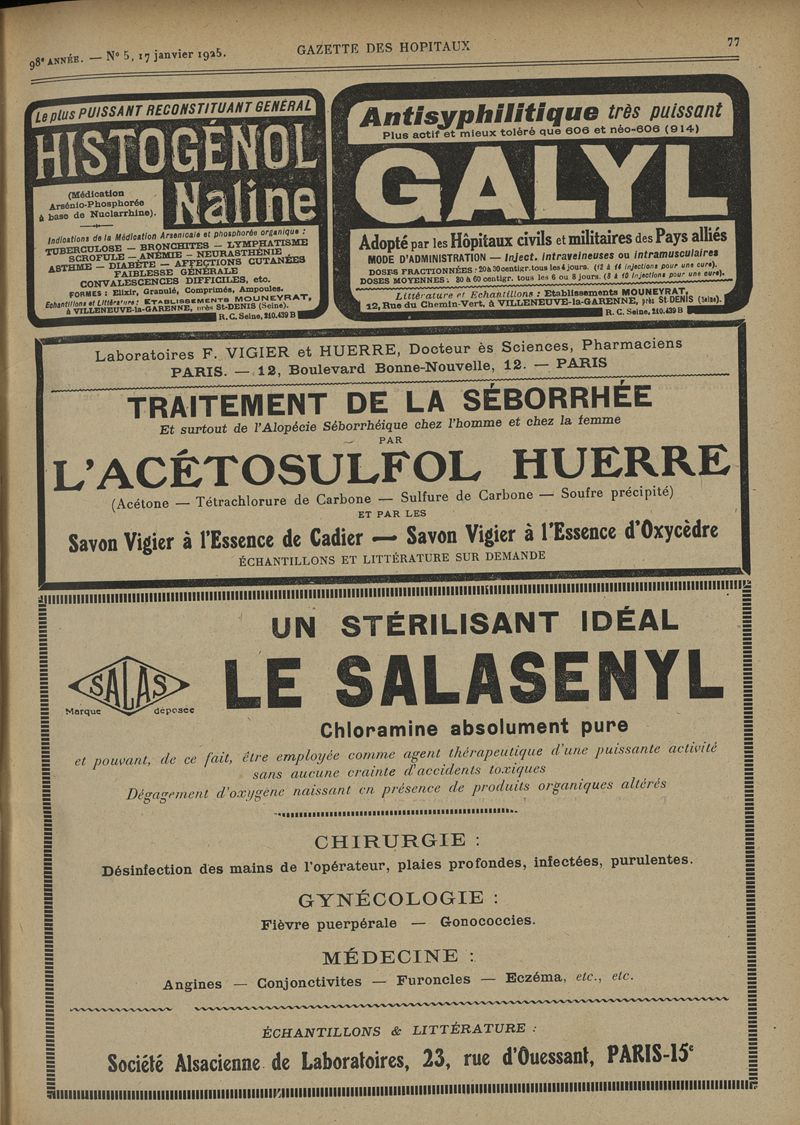 98e ANNÉE. — No 5, 17 janvier 1925.
GAZETTE DES HOPITAUX
77
Le plus PUISSANT RECONSTITUANT GENÉRAL
HISTOGÉNOL
(Médication
Arsénio-Phosphorée
à base de Nuclarrhine).
Naline
Indications de la Médication Arsenicale et phosphorée organique :
TUBERCULOSE — BRONCHITES — LYMPHATISME
SCROFULE — ANÉMIE — NEURASTHÉNIE
ASTHME — DIABÈTE — AFFECTIONS CUTANÉES
FAIBLESSE GÉNÉRALE
CONVALESCENCES DIFFICILES, etc.
FORMES : Elixir, Granulé, Comprimés, Ampoules.
Échantillons et Littérature : ETABLISSEMENTS MOUNEYRAT,
à VILLENEUVE-la-GARENNE, près St-DENIS (Seine).
R. C. Seine, 210.439 B
Antisyphilitique très puissant
Plus actif et mieux toléré que 606 et néo-606 (914)
GALYL
Adopté par les Hôpitaux civils et militaires des Pays alliés
MODE D'ADMINISTRATION — Inject. intraveineuses ou intramusculaires
DOSES FRACTIONNÉES : 20 à 30 centigr. tous les 4 jours. (12 à 14 injections pour une cure).
DOSES MOYENNES : 30 à 60 centigr. tous les 6 ou 8 jours. (8 à 10 injections pour une cure).
Littérature et Echantillons : Etablissements MOUNEYRAT,
12, Rue du Chemin-Vert, à VILLENEUVE-la-GARENNE, près St-DENIS (Seine).
R. C. Seine, 210.439 B
Laboratoires F. VIGIER et HUERRE, Docteur ès Sciences, Pharmaciens
PARIS. — 12, Boulevard Bonne-Nouvelle, 12. — PARIS
TRAITEMENT DE LA SÉBORRHÉE
Et surtout de l'Alopécie Séborrhéique chez l'homme et chez la femme
PAR
L'ACÉTOSULFOL HUERRE
(Acétone — Tétrachlorure de Carbone — Sulfure de Carbone — Soufre précipité)
ET PAR LES
Savon Vigier à l'Essence de Cadier — Savon Vigier à l'Essence d'Oxycèdre
ÉCHANTILLONS ET LITTÉRATURE SUR DEMANDE
UN STÉRILISANT IDÉAL
SALAS
Marque déposée
LE SALASENYL
Chloramine absolument pure
et pouvant, de ce fait, être employée comme agent thérapeutique d'une puissante activité
sans aucune crainte d'accidents toxiques
Dégagement d'oxygène naissant en présence de produits organiques altérés
CHIRURGIE :
Désinfection des mains de l'opérateur, plaies profondes, infectées, purulentes.
GYNÉCOLOGIE :
Fièvre puerpérale — Gonococcies.
MÉDECINE :
Angines — Conjonctivites — Furoncles — Eczéma, etc., etc.
ÉCHANTILLONS & LITTÉRATURE :
Société Alsacienne de Laboratoires, 23, rue d'Ouessant, PARIS-15e